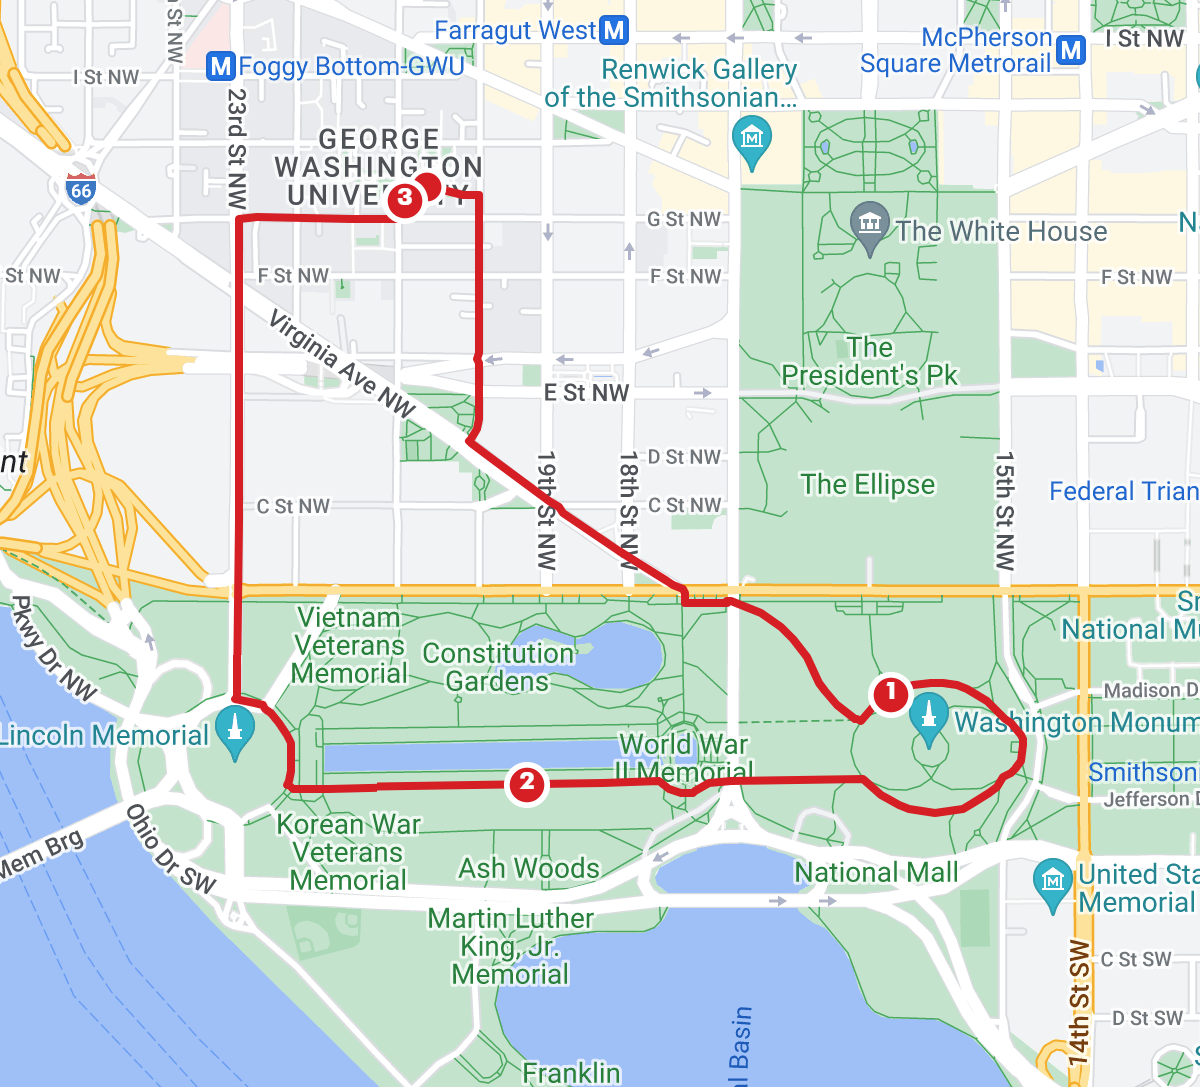 n St NW
Farragut West
M
McPherson
Square Metrorail
M
I St NW
I St NW
M
Foggy Bottom-GWU
Renwick Gallery
of the Smithsonian...
23rd St NW
GEORGE
WASHINGTON
UNIVERSITY
66
3
G St NW
The White House
N
St NW
F St NW
F St NW
F St NW
Virginia Ave NW
The
President's Pk
E St NW
nt
19th St NW
18th St NW
15th St NW
D St NW
The Ellipse
Federal Trian
C St NW
C St NW
Pkwy Dr NW
Vietnam
Veterans
Memorial
Constitution
Gardens
National Mu
1
Madison D
Lincoln Memorial
Washington Monum
World War
II Memorial
2
Smithsoni
Jefferson D
Ohio Dr SW
Mem Brg
Korean War
Veterans
Memorial
Ash Woods
National Mall
United Sta
Memorial
Martin Luther
King, Jr.
Memorial
C St SW
14th St SW
D St SW
al Basin
Franklin